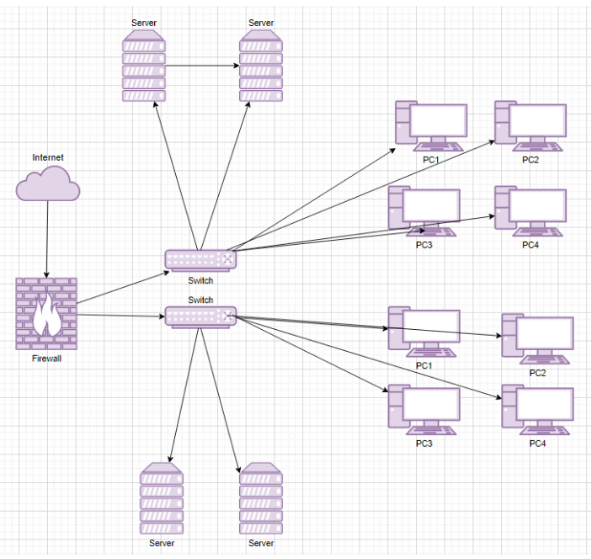 Server
Server
PC1
PC2
Internet
PC3
PC4
Switch
Switch
Firewall
PC1
PC2
PC3
PC4
Server
Server